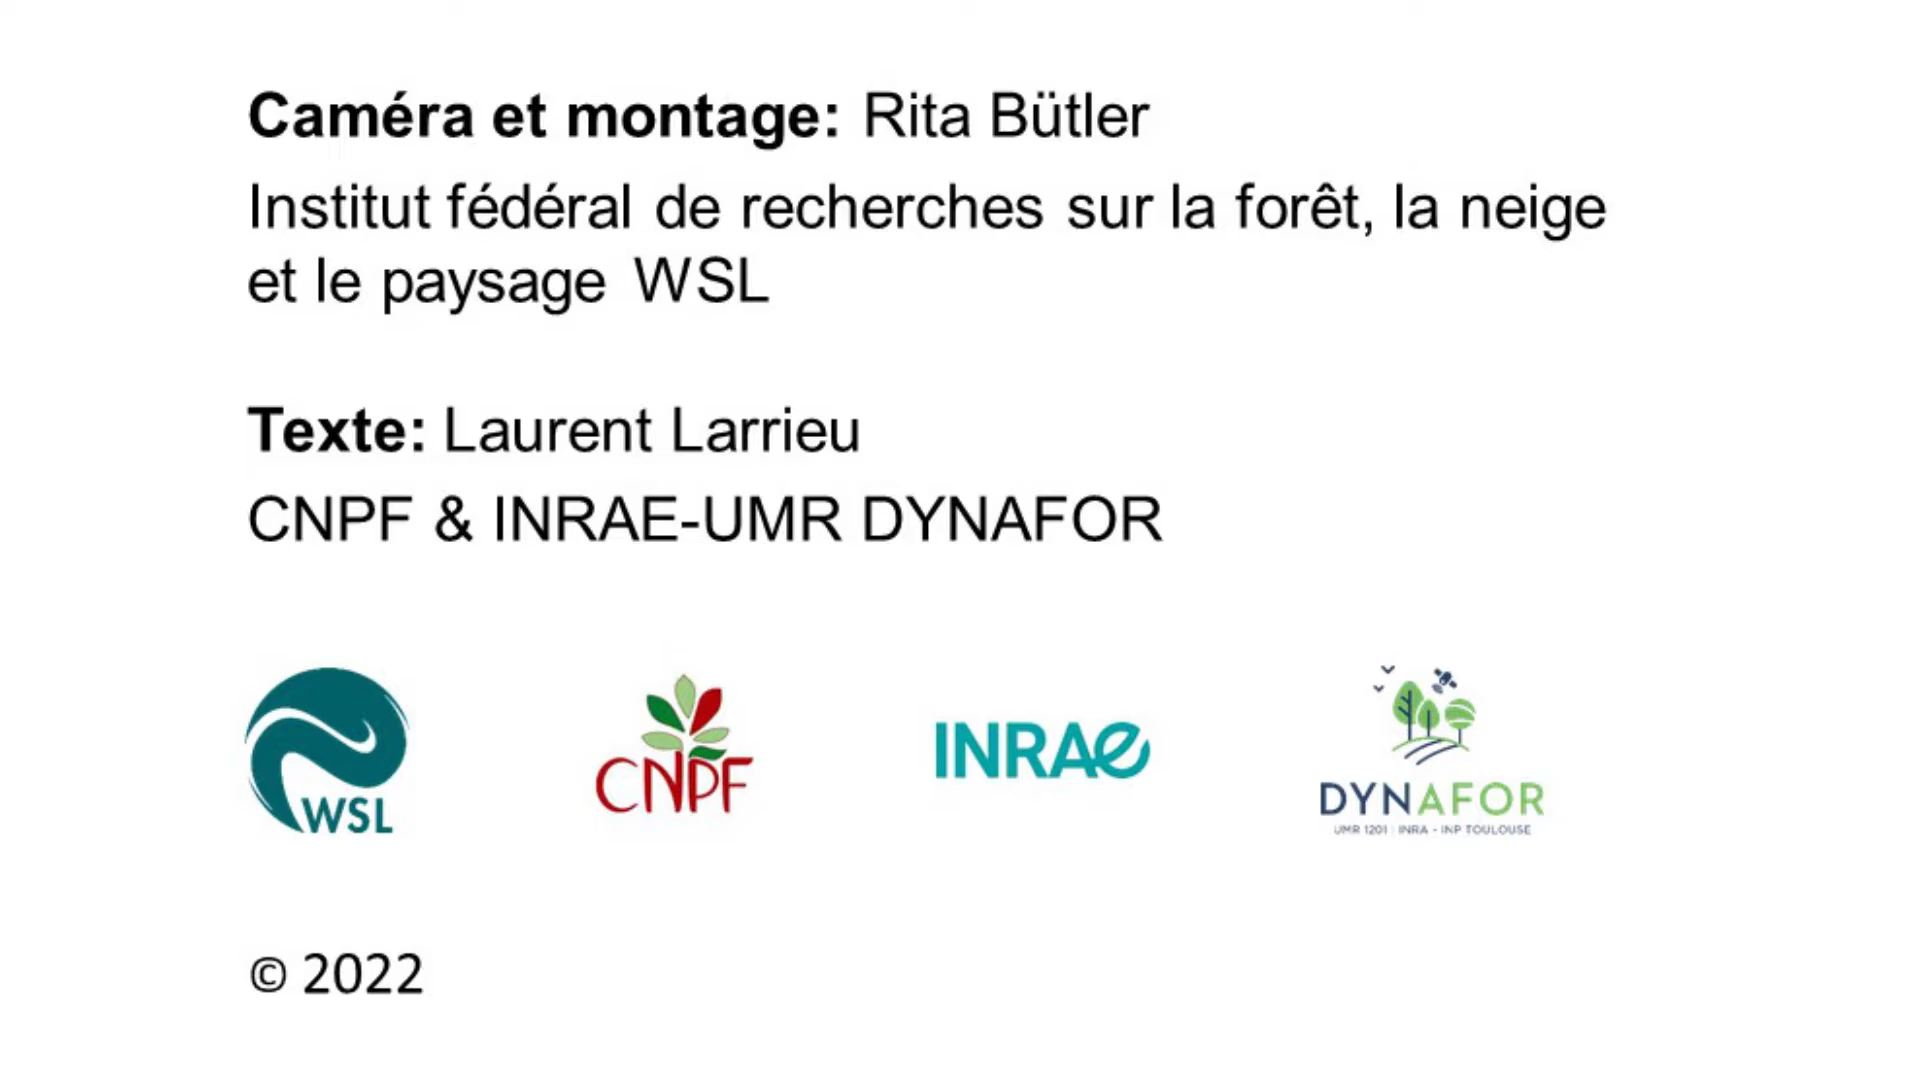 Caméra et montage: Rita Bütler
Institut fédéral de recherches sur la forêt, la neige
et le paysage WSL
Texte: Laurent Larrieu
CNPF & INRAE-UMR DYNAFOR
WSL
CNPF
INRAE
DYNAFOR
UMR 1201 | INRA - INP TOULOUSE
© 2022